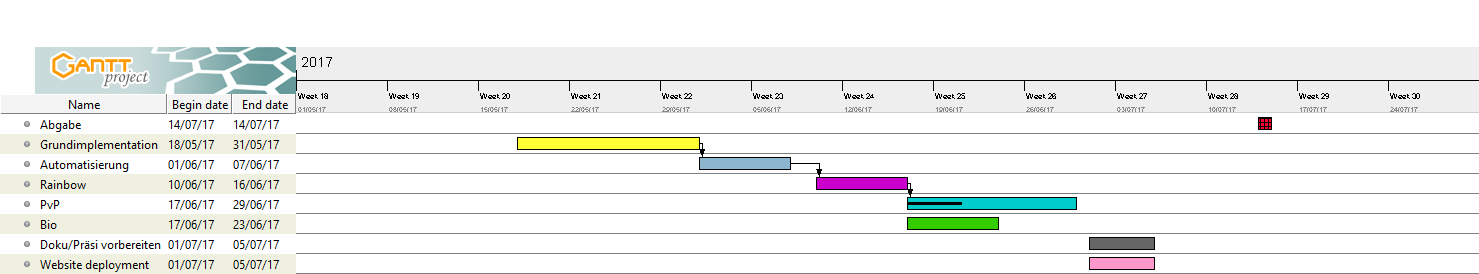 GANTT
project
2017
Week 18 Week 19 Week 20 Week 21 Week 22 Week 23 Week 24 Week 25 Week 26 Week 27 Week 28 Week 29 Week 30
Name Begin date End date 01/05/17 08/05/17 15/05/17 22/05/17 29/05/17 05/06/17 12/06/17 19/06/17 26/06/17 03/07/17 10/07/17 17/07/17 24/07/17
Abgabe 14/07/17 14/07/17
Grundimplementation 18/05/17 31/05/17
Automatisierung 01/06/17 07/06/17
Rainbow 10/06/17 16/06/17
PvP 17/06/17 29/06/17
Bio 17/06/17 23/06/17
Doku/Präsi vorbereiten 01/07/17 05/07/17
Website deployment 01/07/17 05/07/17